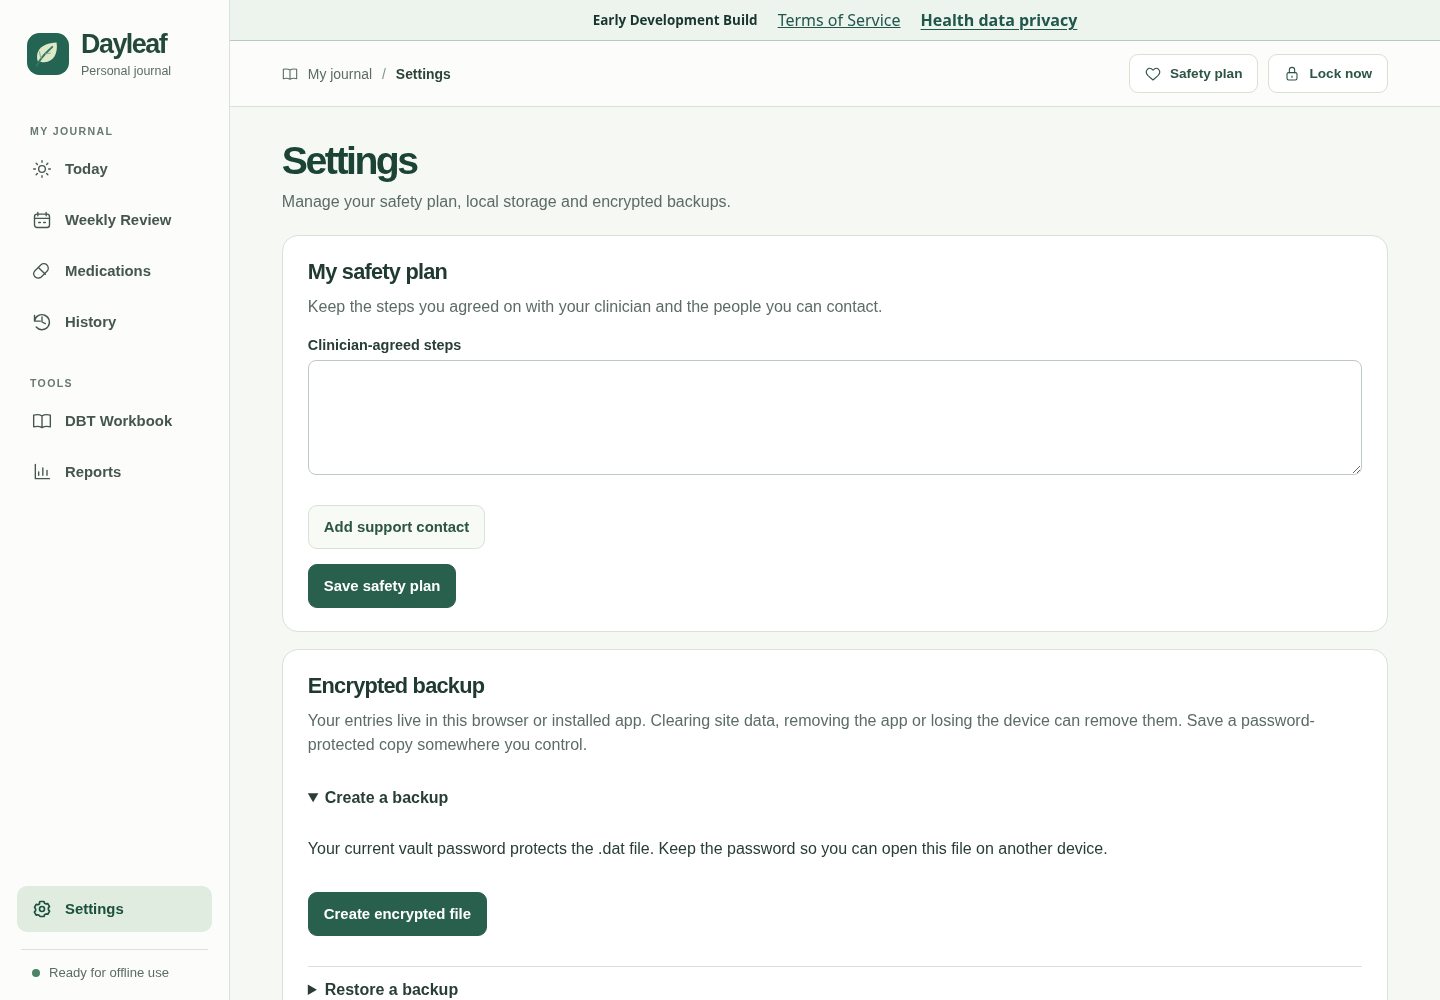 Dayleaf
Personal journal
MY JOURNAL
Today
Weekly Review
Medications
History
TOOLS
DBT Workbook
Reports
Settings
Ready for offline use
Early Development Build Terms of Service Health data privacy
My journal / Settings
Safety plan
Lock now
Settings
Manage your safety plan, local storage and encrypted backups.
My safety plan
Keep the steps you agreed on with your clinician and the people you can contact.
Clinician-agreed steps
Add support contact
Save safety plan
Encrypted backup
Your entries live in this browser or installed app. Clearing site data, removing the app or losing the device can remove them. Save a password-
protected copy somewhere you control.
Create a backup
Your current vault password protects the .dat file. Keep the password so you can open this file on another device.
Create encrypted file
Restore a backup